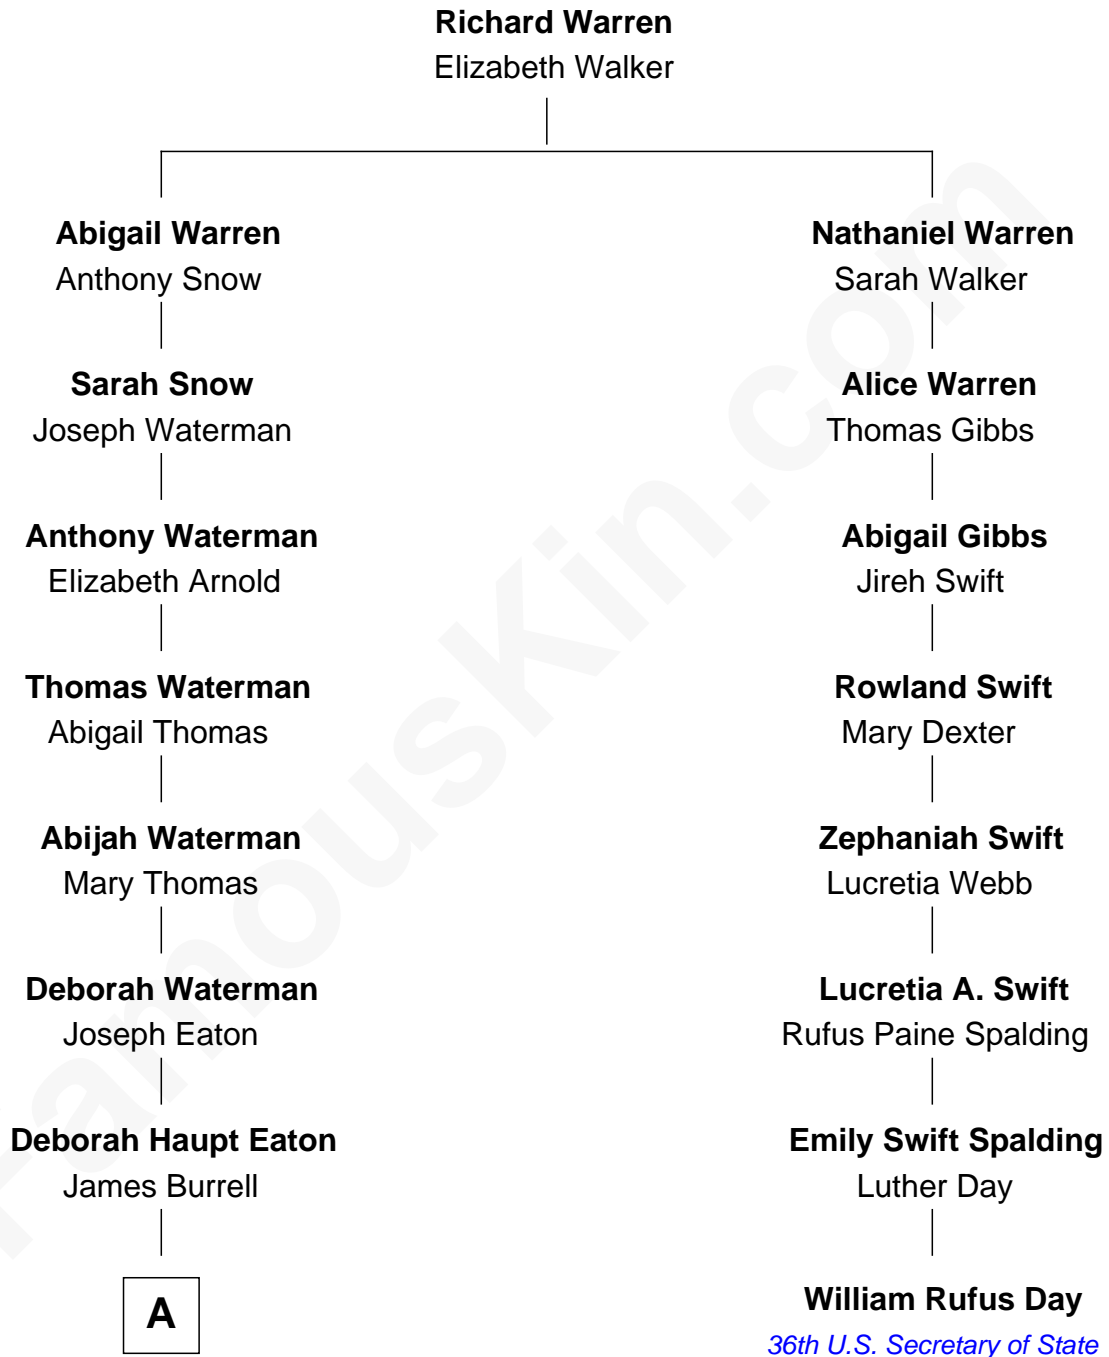 Richard Warren
Elizabeth Walker
Abigail Warren
Anthony Snow
Nathaniel Warren
Sarah Walker
Sarah Snow
Joseph Waterman
Alice Warren
Thomas Gibbs
Anthony Waterman
Elizabeth Arnold
Abigail Gibbs
Jireh Swift
Thomas Waterman
Abigail Thomas
Rowland Swift
Mary Dexter
Abijah Waterman
Mary Thomas
Zephaniah Swift
Lucretia Webb
Deborah Waterman
Joseph Eaton
Lucretia A. Swift
Rufus Paine Spalding
Deborah Haupt Eaton
James Burrell
Emily Swift Spalding
Luther Day
A
William Rufus Day
36th U.S. Secretary of State
FamousKin.com